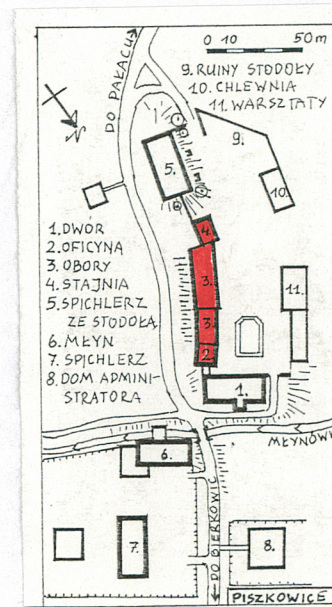 0 10 50 m
9. RUINY STODOŁY
10. CHLEWNIA
11. WARSZTATY
DO PAŁACU
N
9.
5.
10.
4.
1. DWÓR
2. OFICYNA
3. OBORY
4. STAJNIA
5. SPICHLERZ
ZE STODOŁĄ
6. MŁYN
7. SPICHLERZ
8. DOM ADMINI-
STRATORA
3.
11.
3.
2.
1.
MŁYNÓW
6.
DO BIERKOWIC
7.
8.
PISZKOWICE